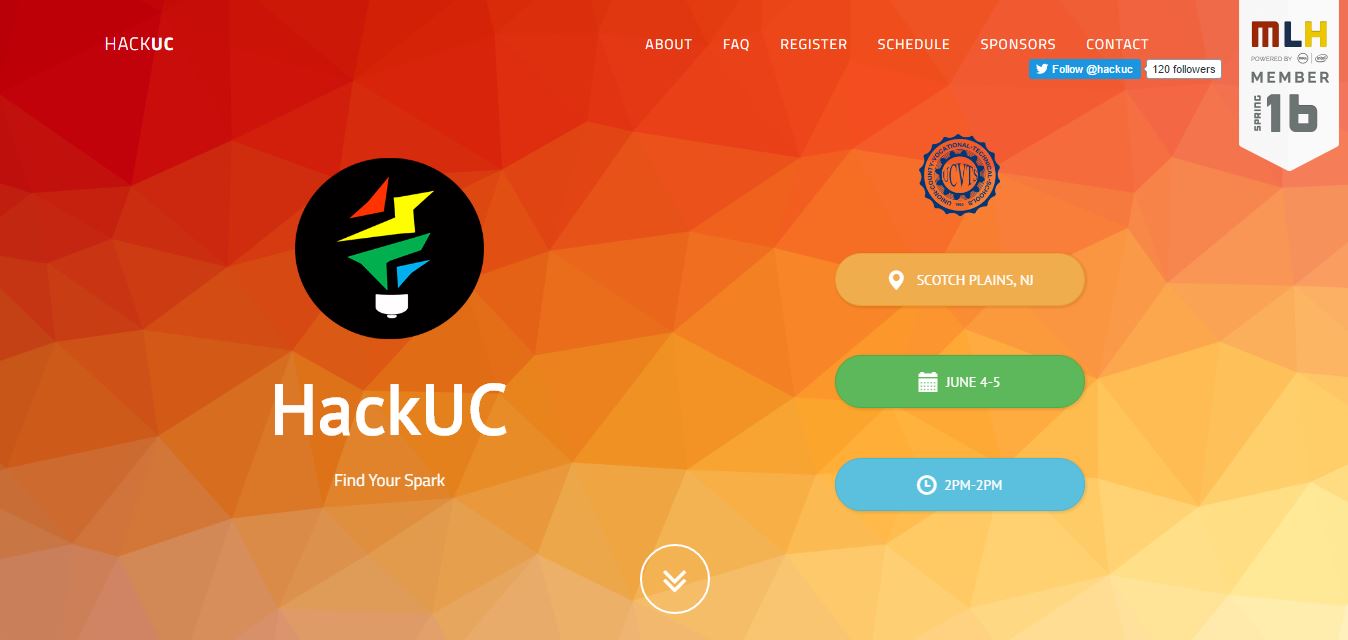 HACKUC
ABOUT FAQ REGISTER SCHEDULE SPONSORS CONTACT
Follow @hackuc 120 followers
MLH
POWERED BY
MEMBER
SPRING 16
UNION·COUNTY·VOCATIONAL·TECHNICAL·SCHOOLS
UCVTS
SCOTCH PLAINS, NJ
HackUC
JUNE 4-5
Find Your Spark
2PM-2PM